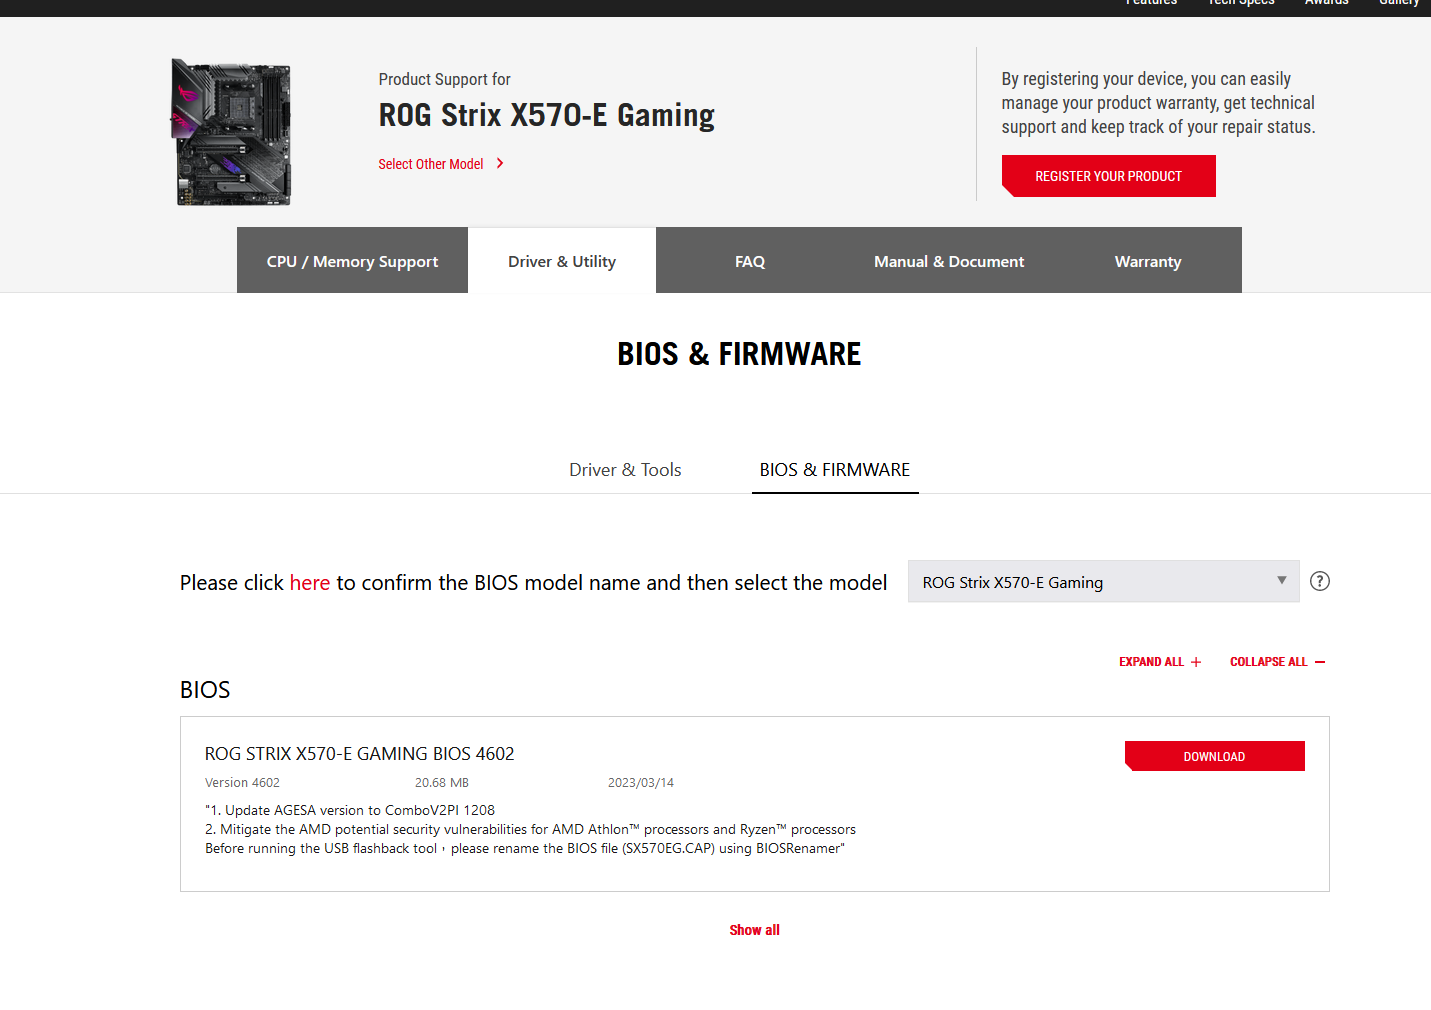 Features Tech Specs Awards Gallery
Product Support for
ROG Strix X570-E Gaming
Select Other Model
By registering your device, you can easily
manage your product warranty, get technical
support and keep track of your repair status.
REGISTER YOUR PRODUCT
CPU / Memory Support Driver & Utility FAQ Manual & Document Warranty
BIOS & FIRMWARE
Driver & Tools BIOS & FIRMWARE
Please click here to confirm the BIOS model name and then select the model ROG Strix X570-E Gaming ?
EXPAND ALL + COLLAPSE ALL −
BIOS
ROG STRIX X570-E GAMING BIOS 4602
DOWNLOAD
Version 4602 20.68 MB 2023/03/14
"1. Update AGESA version to ComboV2PI 1208
2. Mitigate the AMD potential security vulnerabilities for AMD Athlon™ processors and Ryzen™ processors
Before running the USB flashback tool，please rename the BIOS file (SX570EG.CAP) using BIOSRenamer"
Show all